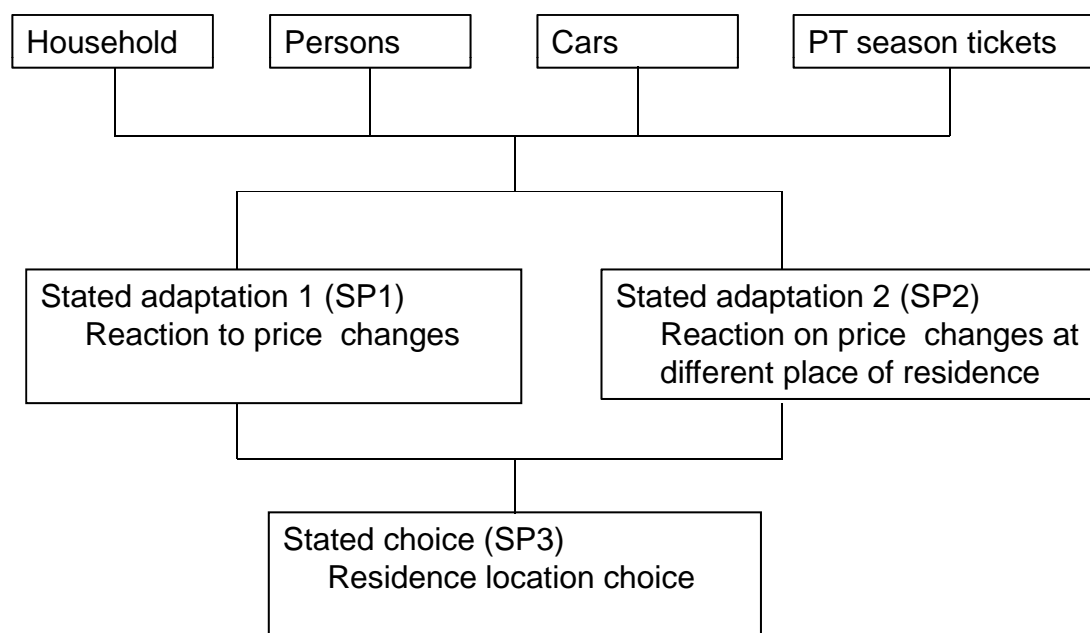 Household
Persons
Cars
PT season tickets
Stated adaptation 1 (SP1)
Reaction to price changes
Stated adaptation 2 (SP2)
Reaction on price changes at
different place of residence
Stated choice (SP3)
Residence location choice